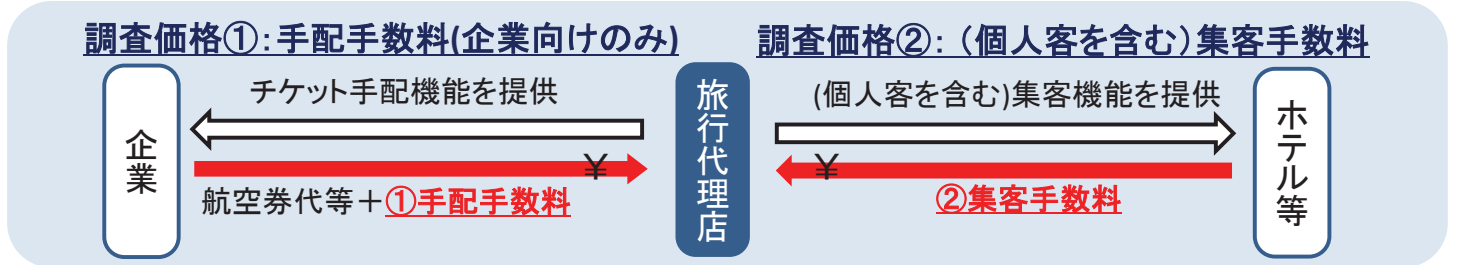 調査価格①:手配手数料(企業向けのみ)
調査価格②:（個人客を含む）集客手数料
企業
チケット手配機能を提供
¥
航空券代等＋①手配手数料
旅行代理店
(個人客を含む)集客機能を提供
¥
②集客手数料
ホテル等